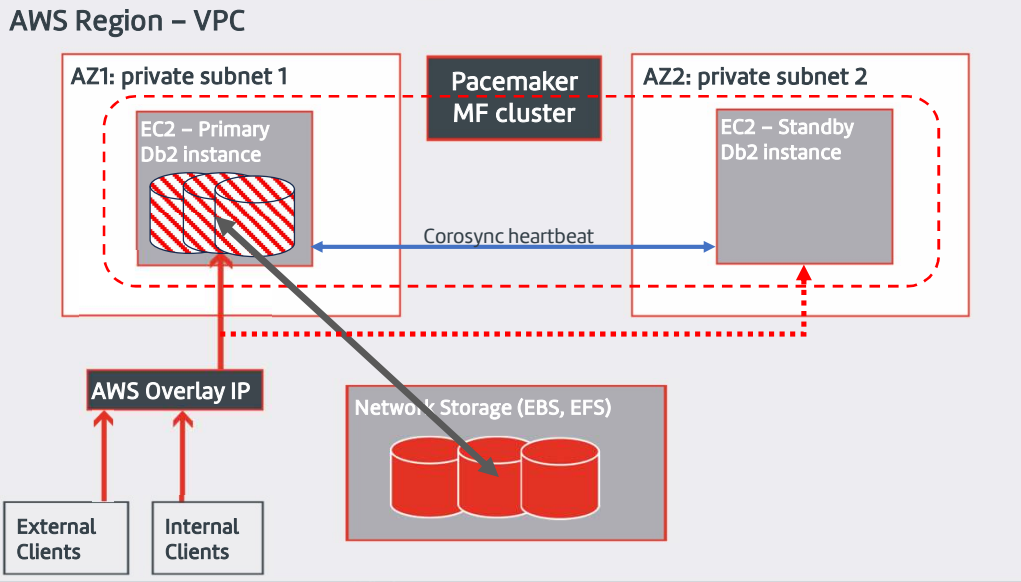 AWS Region – VPC
AZ1: private subnet 1
Pacemaker
MF cluster
AZ2: private subnet 2
EC2 – Primary
Db2 instance
EC2 – Standby
Db2 instance
Corosync heartbeat
AWS Overlay IP
Network Storage (EBS, EFS)
External
Clients
Internal
Clients